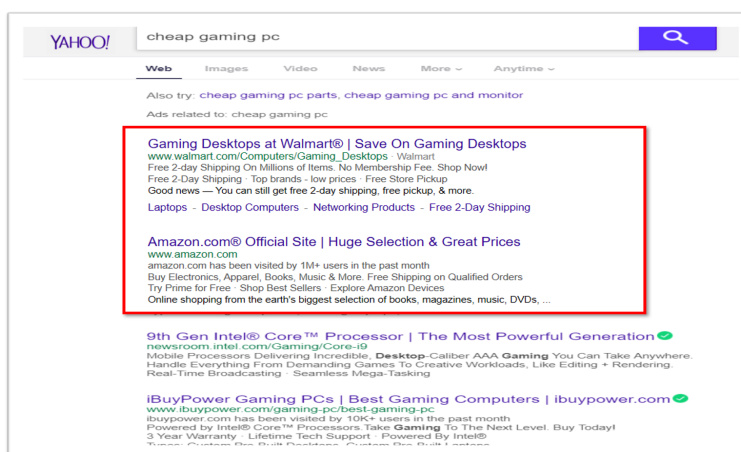 YAHOO!
cheap gaming pc
Web Images Video News More Anytime
Also try: cheap gaming pc parts, cheap gaming pc and monitor
Ads related to: cheap gaming pc
Gaming Desktops at Walmart® | Save On Gaming Desktops
www.walmart.com/Computers/Gaming_Desktops · Walmart
Free 2-day Shipping On Millions of Items. No Membership Fee. Shop Now!
Free 2-Day Shipping · Top brands - low prices · Free Store Pickup
Good news — You can still get free 2-day shipping, free pickup, & more.
Laptops - Desktop Computers - Networking Products - Free 2-Day Shipping
Amazon.com® Official Site | Huge Selection & Great Prices
www.amazon.com
amazon.com has been visited by 1M+ users in the past month
Buy Electronics, Apparel, Books, Music & More. Free Shipping on Qualified Orders
Try Prime for Free · Shop Best Sellers · Explore Amazon Devices
Online shopping from the earth's biggest selection of books, magazines, music, DVDs, ...
9th Gen Intel® Core™ Processor | The Most Powerful Generation
newsroom.intel.com/Gaming/Core-i9
Mobile Processors Delivering Incredible, Desktop-Caliber AAA Gaming You Can Take Anywhere.
Handle Everything From Demanding Games To Creative Workloads, Like Editing + Rendering.
Real-Time Broadcasting · Seamless Mega-Tasking
iBuyPower Gaming PCs | Best Gaming Computers | ibuypower.com
www.ibuypower.com/gaming-pc/best-gaming-pc
ibuypower.com has been visited by 10K+ users in the past month
Powered by Intel® Core™ Processors.Take Gaming To The Next Level. Buy Today!
3 Year Warranty · Lifetime Tech Support · Powered By Intel®